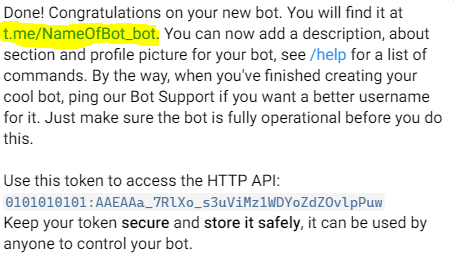 Done! Congratulations on your new bot. You will find it at
t.me/NameOfBot_bot. You can now add a description, about
section and profile picture for your bot, see /help for a list of
commands. By the way, when you've finished creating your
cool bot, ping our Bot Support if you want a better username
for it. Just make sure the bot is fully operational before you do
this.

Use this token to access the HTTP API:
0101010101:AAEAAa_7RlXo_s3uViMz1WDYoZdZOvlpPuw
Keep your token secure and store it safely, it can be used by
anyone to control your bot.